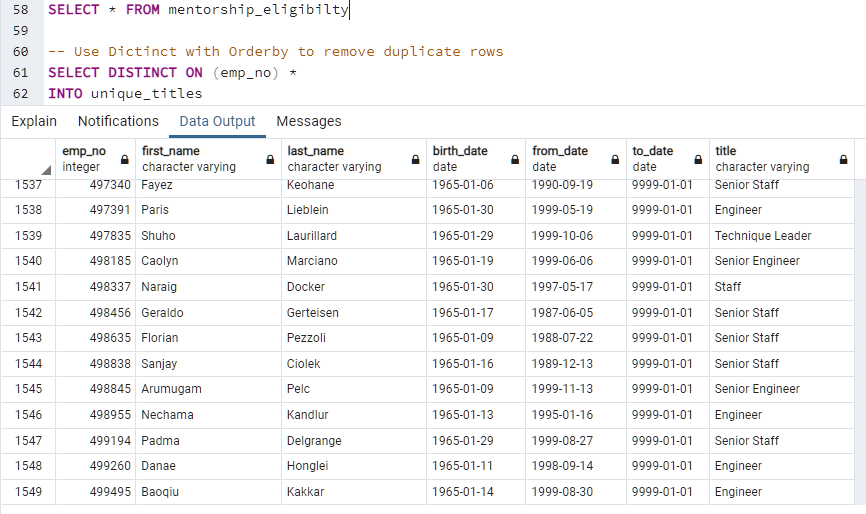 58 SELECT * FROM mentorship_eligibilty
59
60 -- Use Dictinct with Orderby to remove duplicate rows
61 SELECT DISTINCT ON (emp_no) *
62 INTO unique_titles
Explain Notifications Data Output Messages
emp_no first_name last_name birth_date from_date to_date title
integer character varying character varying date date date character varying
1537 497340 Fayez Keohane 1965-01-06 1990-09-19 9999-01-01 Senior Staff
1538 497391 Paris Lieblein 1965-01-30 1999-05-19 9999-01-01 Engineer
1539 497835 Shuho Laurillard 1965-01-29 1999-10-06 9999-01-01 Technique Leader
1540 498185 Caolyn Marciano 1965-01-19 1999-06-06 9999-01-01 Senior Engineer
1541 498337 Naraig Docker 1965-01-30 1997-05-17 9999-01-01 Staff
1542 498456 Geraldo Gerteisen 1965-01-17 1987-06-05 9999-01-01 Senior Staff
1543 498635 Florian Pezzoli 1965-01-09 1988-07-22 9999-01-01 Senior Staff
1544 498838 Sanjay Ciolek 1965-01-16 1989-12-13 9999-01-01 Senior Staff
1545 498845 Arumugam Pelc 1965-01-09 1999-11-13 9999-01-01 Senior Engineer
1546 498955 Nechama Kandlur 1965-01-13 1995-01-16 9999-01-01 Engineer
1547 499194 Padma Delgrange 1965-01-29 1999-08-27 9999-01-01 Senior Staff
1548 499260 Danae Honglei 1965-01-11 1998-09-14 9999-01-01 Engineer
1549 499495 Baoqiu Kakkar 1965-01-14 1999-08-30 9999-01-01 Engineer